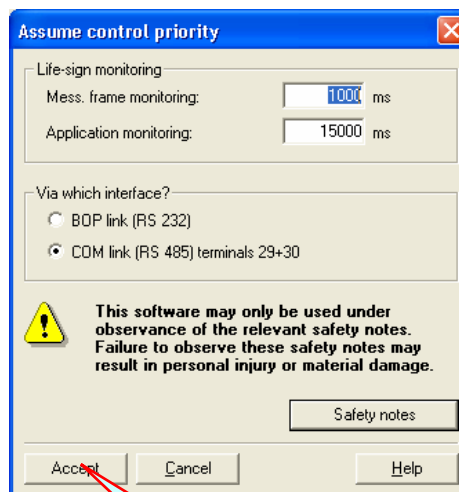 Assume control priority
Life-sign monitoring
Mess. frame monitoring: 1000 ms
Application monitoring: 15000 ms
Via which interface?
BOP link (RS 232)
COM link (RS 485) terminals 29+30
This software may only be used under
observance of the relevant safety notes.
Failure to observe these safety notes may
result in personal injury or material damage.
Safety notes
Accept Cancel Help